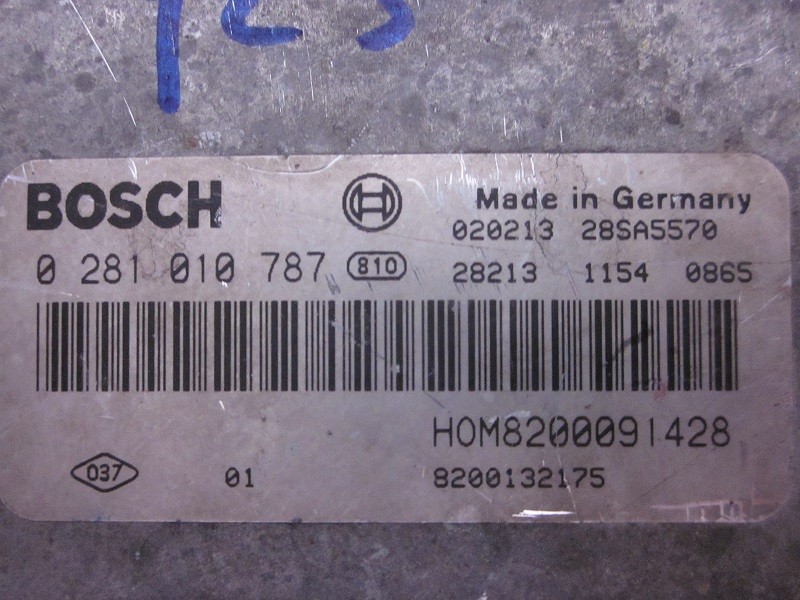 BOSCH Made in Germany
020213 28SA5570
0 281 010 787 810 28213 1154 0865
HOM8200091428
037 01 8200132175